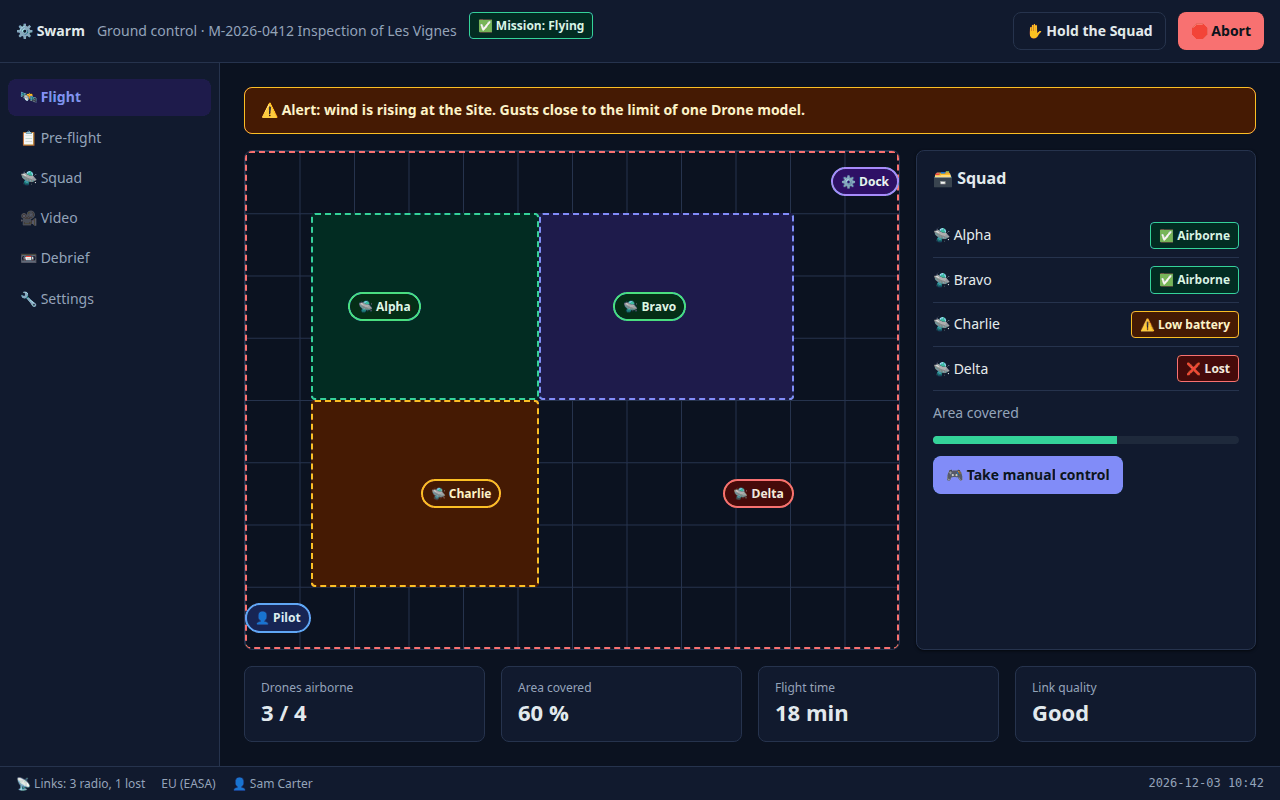 Swarm Ground control · M-2026-0412 Inspection of Les Vignes Mission: Flying Hold the Squad Abort
Flight
Pre-flight
Squad
Video
Debrief
Settings
Alert: wind is rising at the Site. Gusts close to the limit of one Drone model.
Dock
Alpha
Bravo
Charlie
Delta
Pilot
Squad
Alpha Airborne
Bravo Airborne
Charlie Low battery
Delta Lost
Area covered
Take manual control
Drones airborne
3 / 4
Area covered
60 %
Flight time
18 min
Link quality
Good
Links: 3 radio, 1 lost EU (EASA) Sam Carter 2026-12-03 10:42